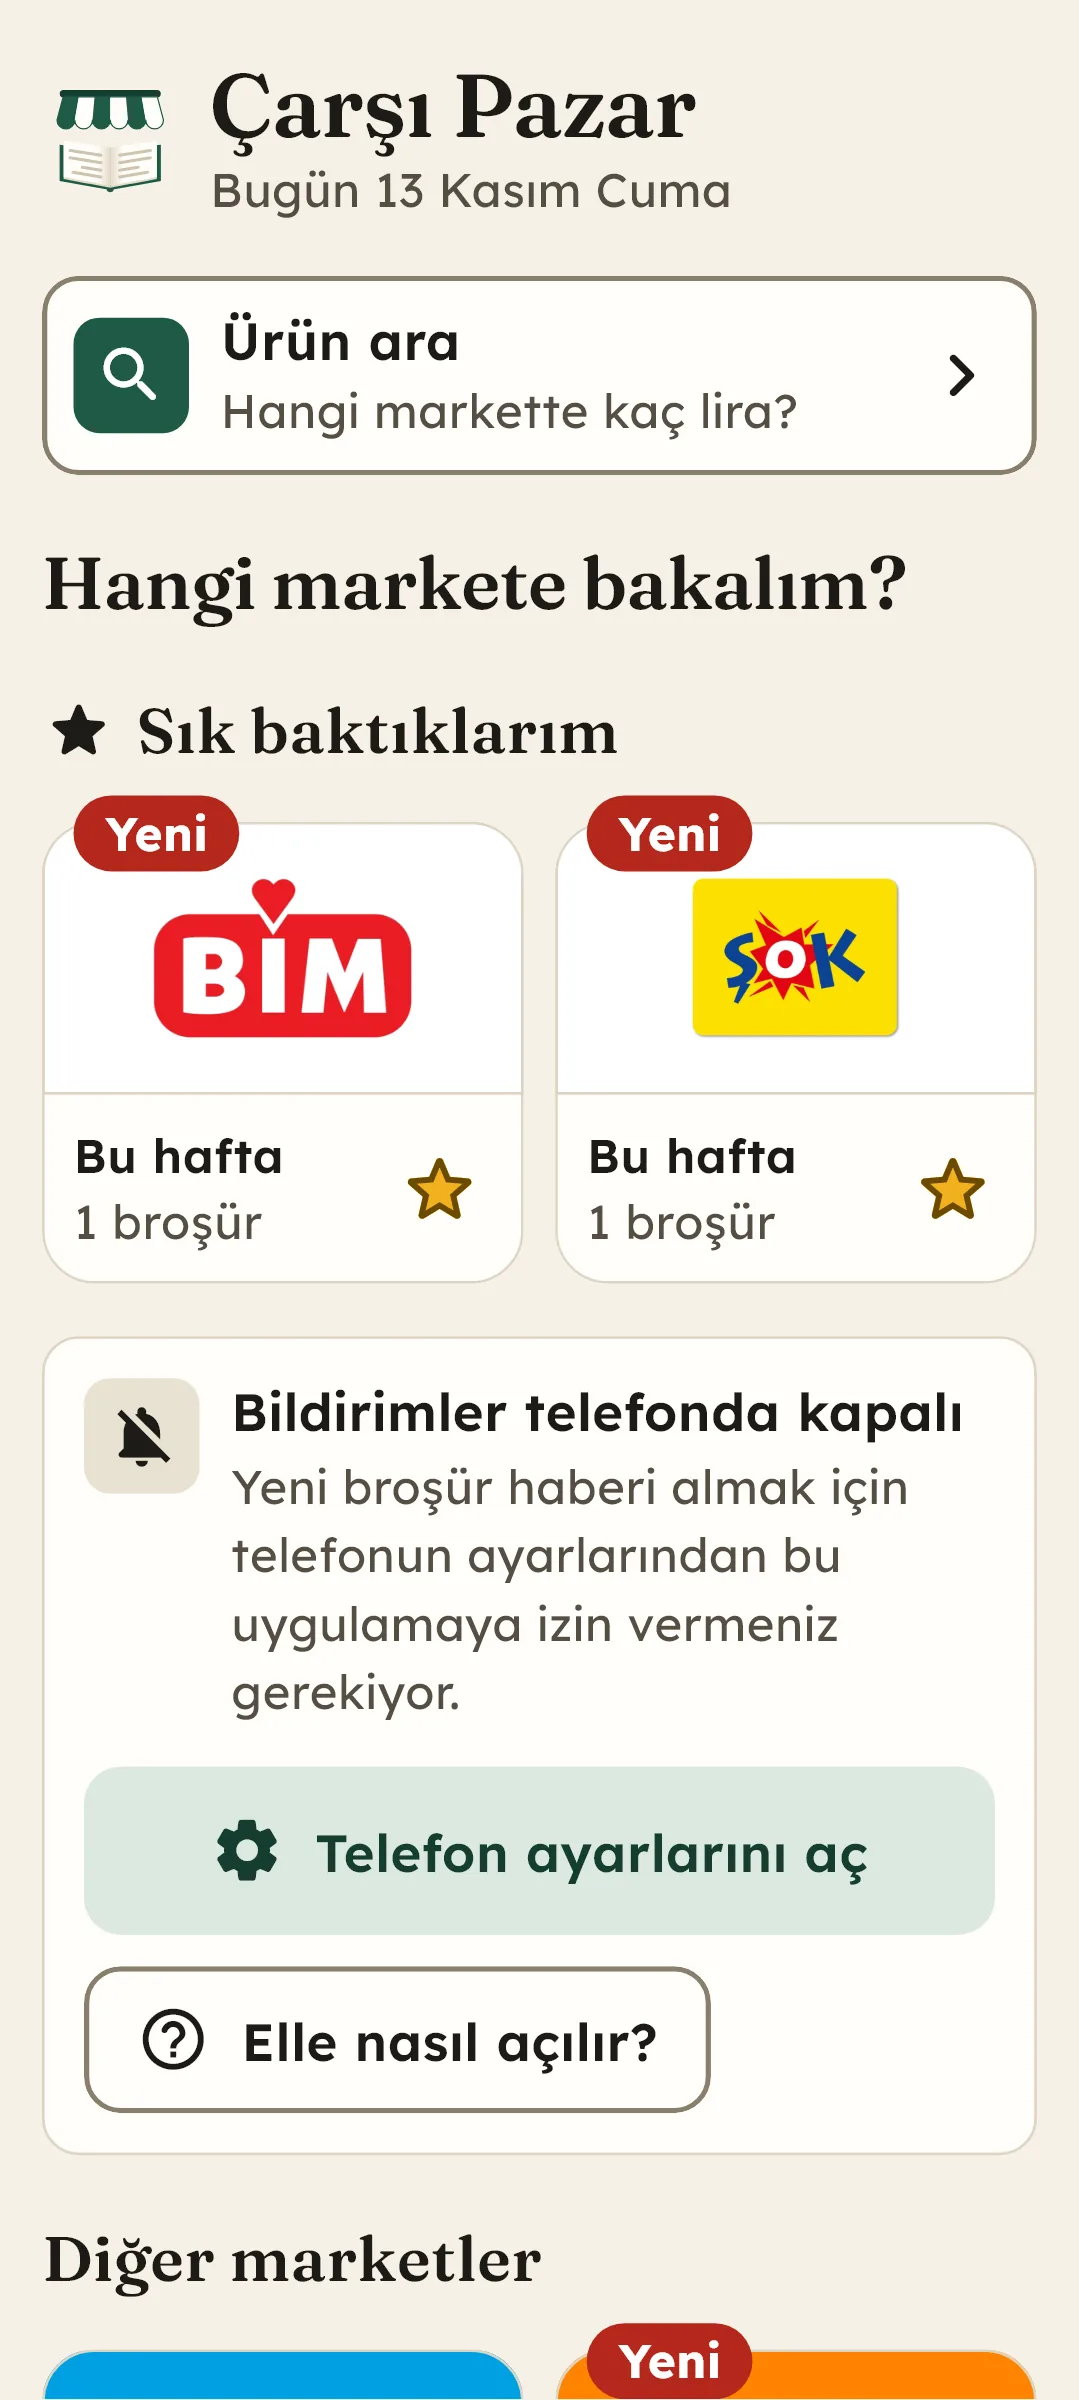 Çarşı Pazar
Bugün 13 Kasım Cuma
Ürün ara
Hangi markette kaç lira?
Hangi markete bakalım?
Sık baktıklarım
Yeni
Yeni
BİM
ŞOK
Bu hafta
1 broşür
Bu hafta
1 broşür
Bildirimler telefonda kapalı
Yeni broşür haberi almak için
telefonun ayarlarından bu
uygulamaya izin vermeniz
gerekiyor.
Telefon ayarlarını aç
Elle nasıl açılır?
Diğer marketler
Yeni